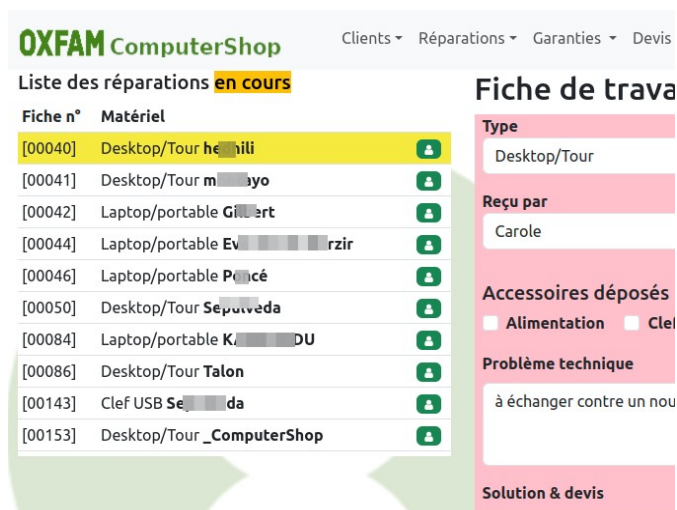 OXFAM ComputerShop
Clients Réparations Garanties Devis
Liste des réparations en cours
Fiche n° Matériel
[00040] Desktop/Tour
[00041] Desktop/Tour
[00042] Laptop/portable
[00044] Laptop/portable
[00046] Laptop/portable
[00050] Desktop/Tour
[00084] Laptop/portable
[00086] Desktop/Tour Talon
[00143] Clef USB
[00153] Desktop/Tour _ComputerShop
Fiche de trava
Type
Desktop/Tour
Reçu par
Carole
Accessoires déposés
Alimentation Clef
Problème technique
à échanger contre un nou
Solution & devis